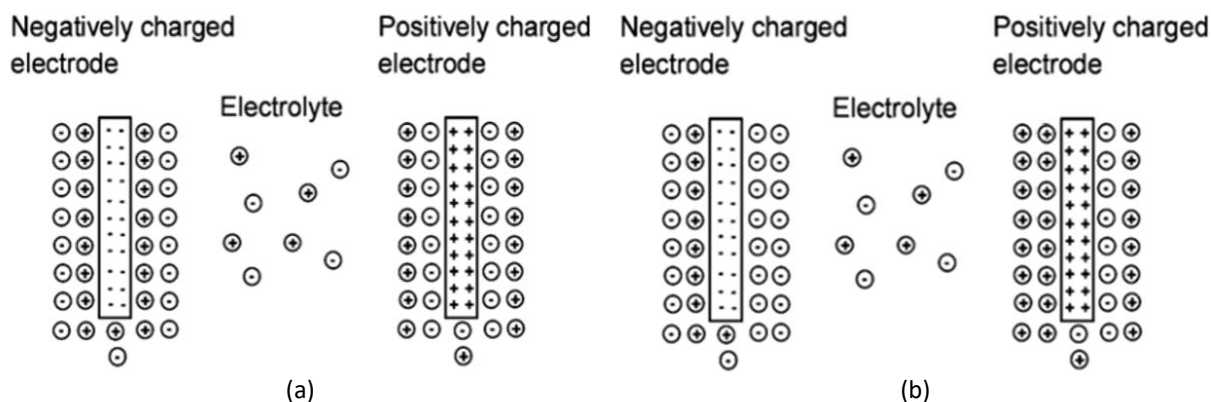 Negatively charged
electrode
Positively charged
electrode
Electrolyte
(a)
Negatively charged
electrode
Positively charged
electrode
Electrolyte
(b)